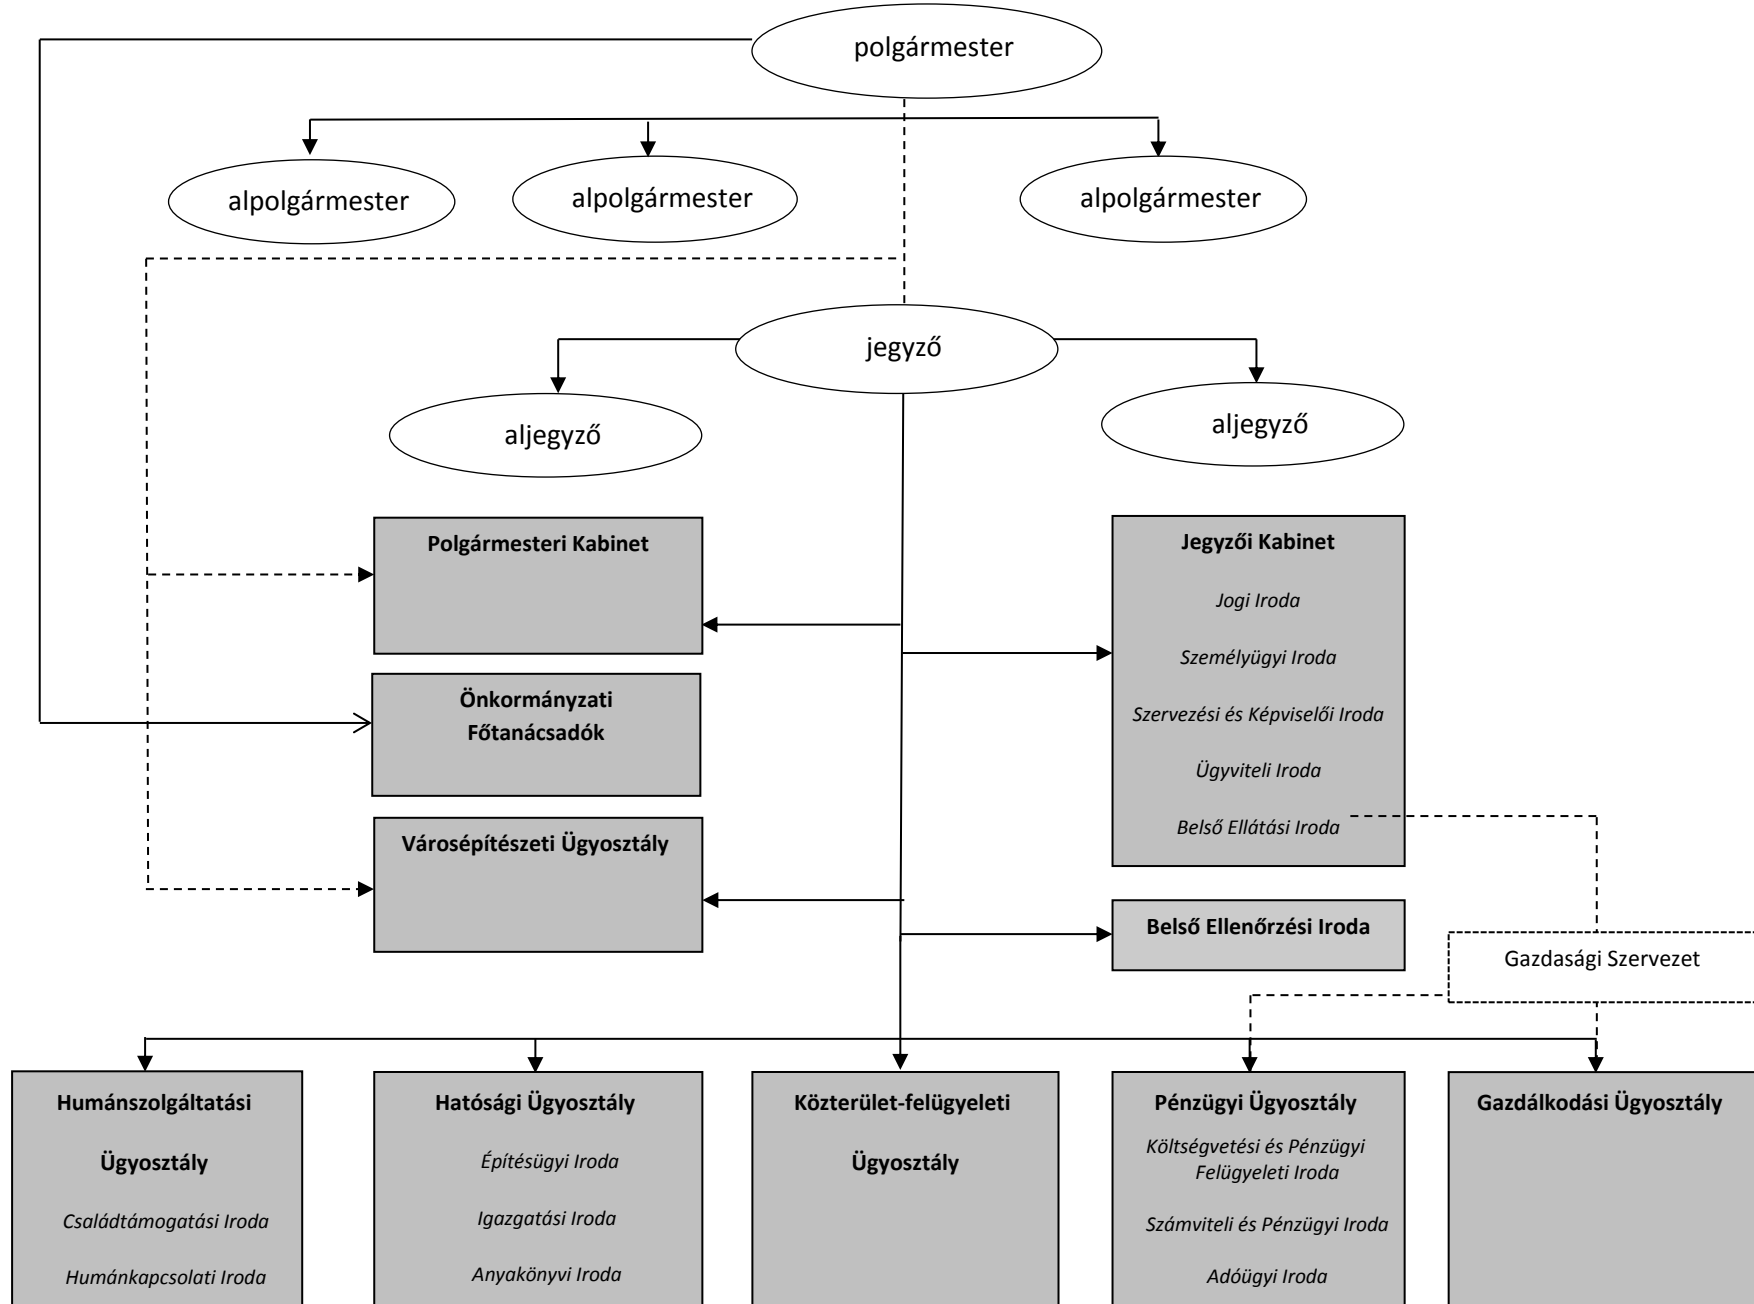 polgármester
alpolgármester
alpolgármester
alpolgármester
jegyző
aljegyző
aljegyző
Polgármesteri Kabinet
Önkormányzati
Főtanácsadók
Városépítészeti Ügyosztály
Jegyzői Kabinet
Jogi Iroda
Személyügyi Iroda
Szervezési és Képviselői Iroda
Ügyviteli Iroda
Belső Ellátási Iroda
Belső Ellenőrzési Iroda
Gazdasági Szervezet
Humánszolgáltatási
Ügyosztály
Családtámogatási Iroda
Humánkapcsolati Iroda
Hatósági Ügyosztály
Építésügyi Iroda
Igazgatási Iroda
Anyakönyvi Iroda
Közterület-felügyeleti
Ügyosztály
Pénzügyi Ügyosztály
Költségvetési és Pénzügyi
Felügyeleti Iroda
Számviteli és Pénzügyi Iroda
Adóügyi Iroda
Gazdálkodási Ügyosztály